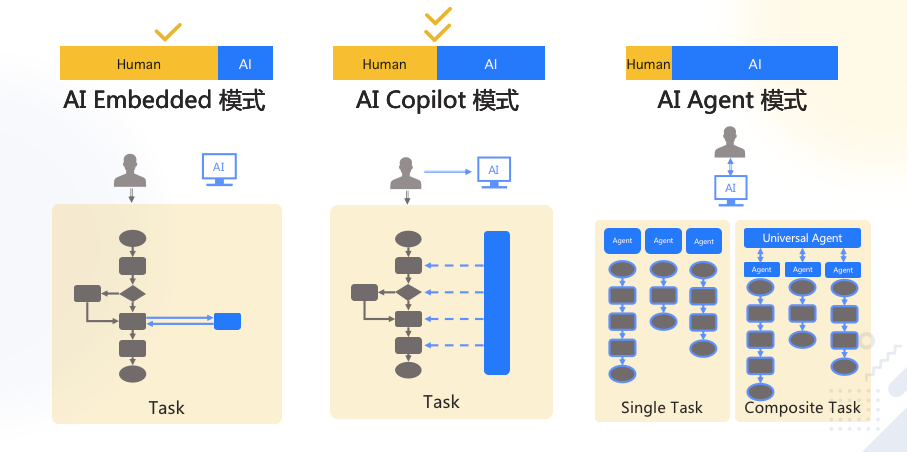 Human AI
AI Embedded 模式
AI
Task
Human AI
AI Copilot 模式
AI
Task
Human AI
AI Agent 模式
AI
Agent Agent Agent
Single Task
Universal Agent
Agent Agent Agent
Composite Task